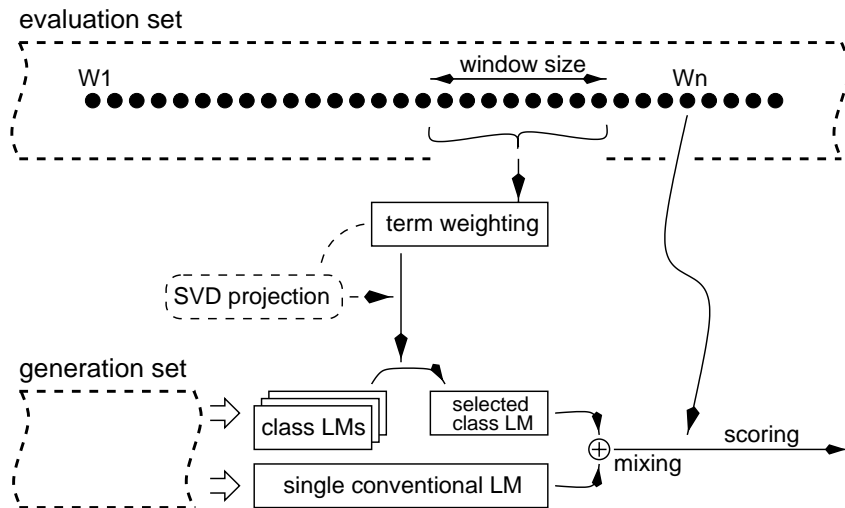 evaluation set
window size
W1
Wn
term weighting
SVD projection
generation set
class LMs
selected
class LM
scoring
mixing
single conventional LM